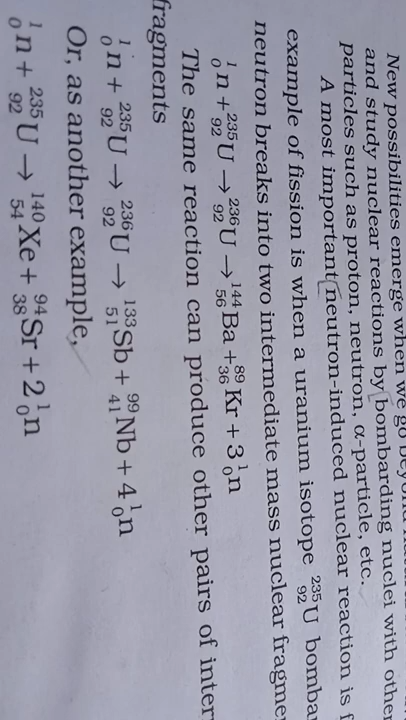 New possibilities emerge when we go
and study nuclear reactions by bombarding nuclei with other
particles such as proton, neutron, α-particle, etc.
A most important neutron-induced nuclear reaction is
example of fission is when a uranium isotope ²³⁵₉₂U
neutron breaks into two intermediate mass nuclear
¹₀n + ²³⁵₉₂U → ²³⁶₉₂U → ¹⁴⁴₅₆Ba + ⁸⁹₃₆Kr + 3 ¹₀n
The same reaction can produce other pairs of
fragments
¹₀n + ²³⁵₉₂U → ²³⁶₉₂U → ¹³³₅₁Sb + ⁹⁹₄₁Nb + 4 ¹₀n
Or, as another example,
¹₀n + ²³⁵₉₂U → ¹⁴⁰₅₄Xe + ⁹⁴₃₈Sr + 2 ¹₀n